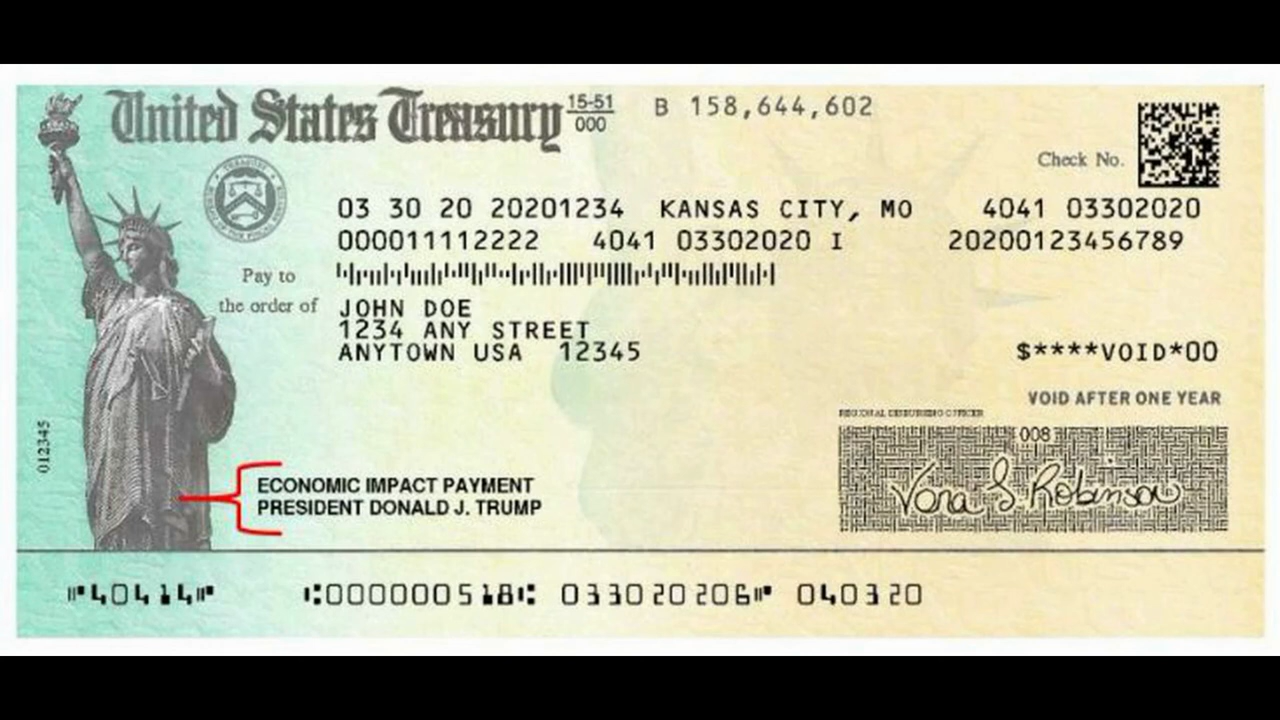 United States Treasury 15-51 B 158,644,602
000
Check No.
03 30 20 20201234 KANSAS CITY, MO 4041 03302020
000011112222 4041 03302020 I 20200123456789
Pay to
the order of
JOHN DOE
1234 ANY STREET
ANYTOWN USA 12345
$****VOID*00
VOID AFTER ONE YEAR
REGIONAL DISBURSING OFFICER
008
012345
ECONOMIC IMPACT PAYMENT
PRESIDENT DONALD J. TRUMP
Vona S. Robinson
⑈40414⑈ ⑆000000518⑆ 033020206⑈ 040320